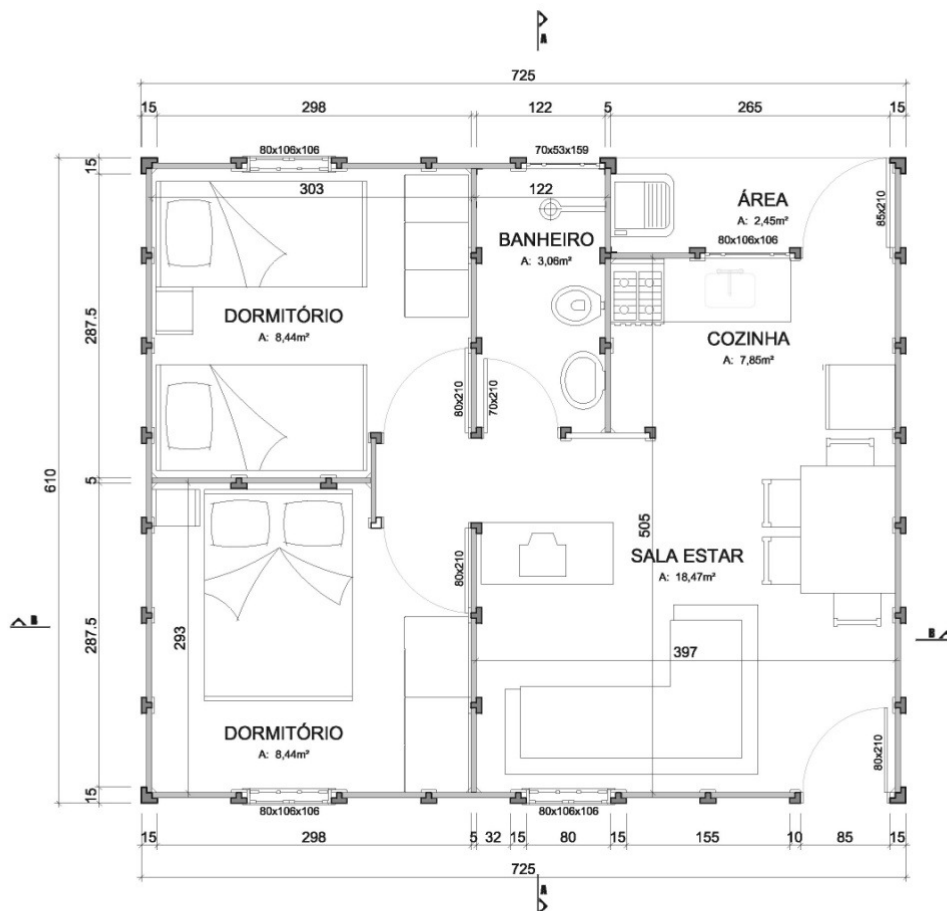 A
725
15 298 122 5 265 15
80x106x106 70x53x159
303 122
15
ÁREA
A: 2,45m²
85x210
80x106x106
BANHEIRO
A: 3,06m²
DORMITÓRIO
A: 8,44m²
COZINHA
A: 7,85m²
287.5
80x210
70x210
610
5
505
SALA ESTAR
A: 18,47m²
80x210
B
B
287.5
293
397
DORMITÓRIO
A: 8,44m²
80x210
15
80x106x106
80x106x106
15 298 5 32 15 80 15 155 10 85 15
725
A